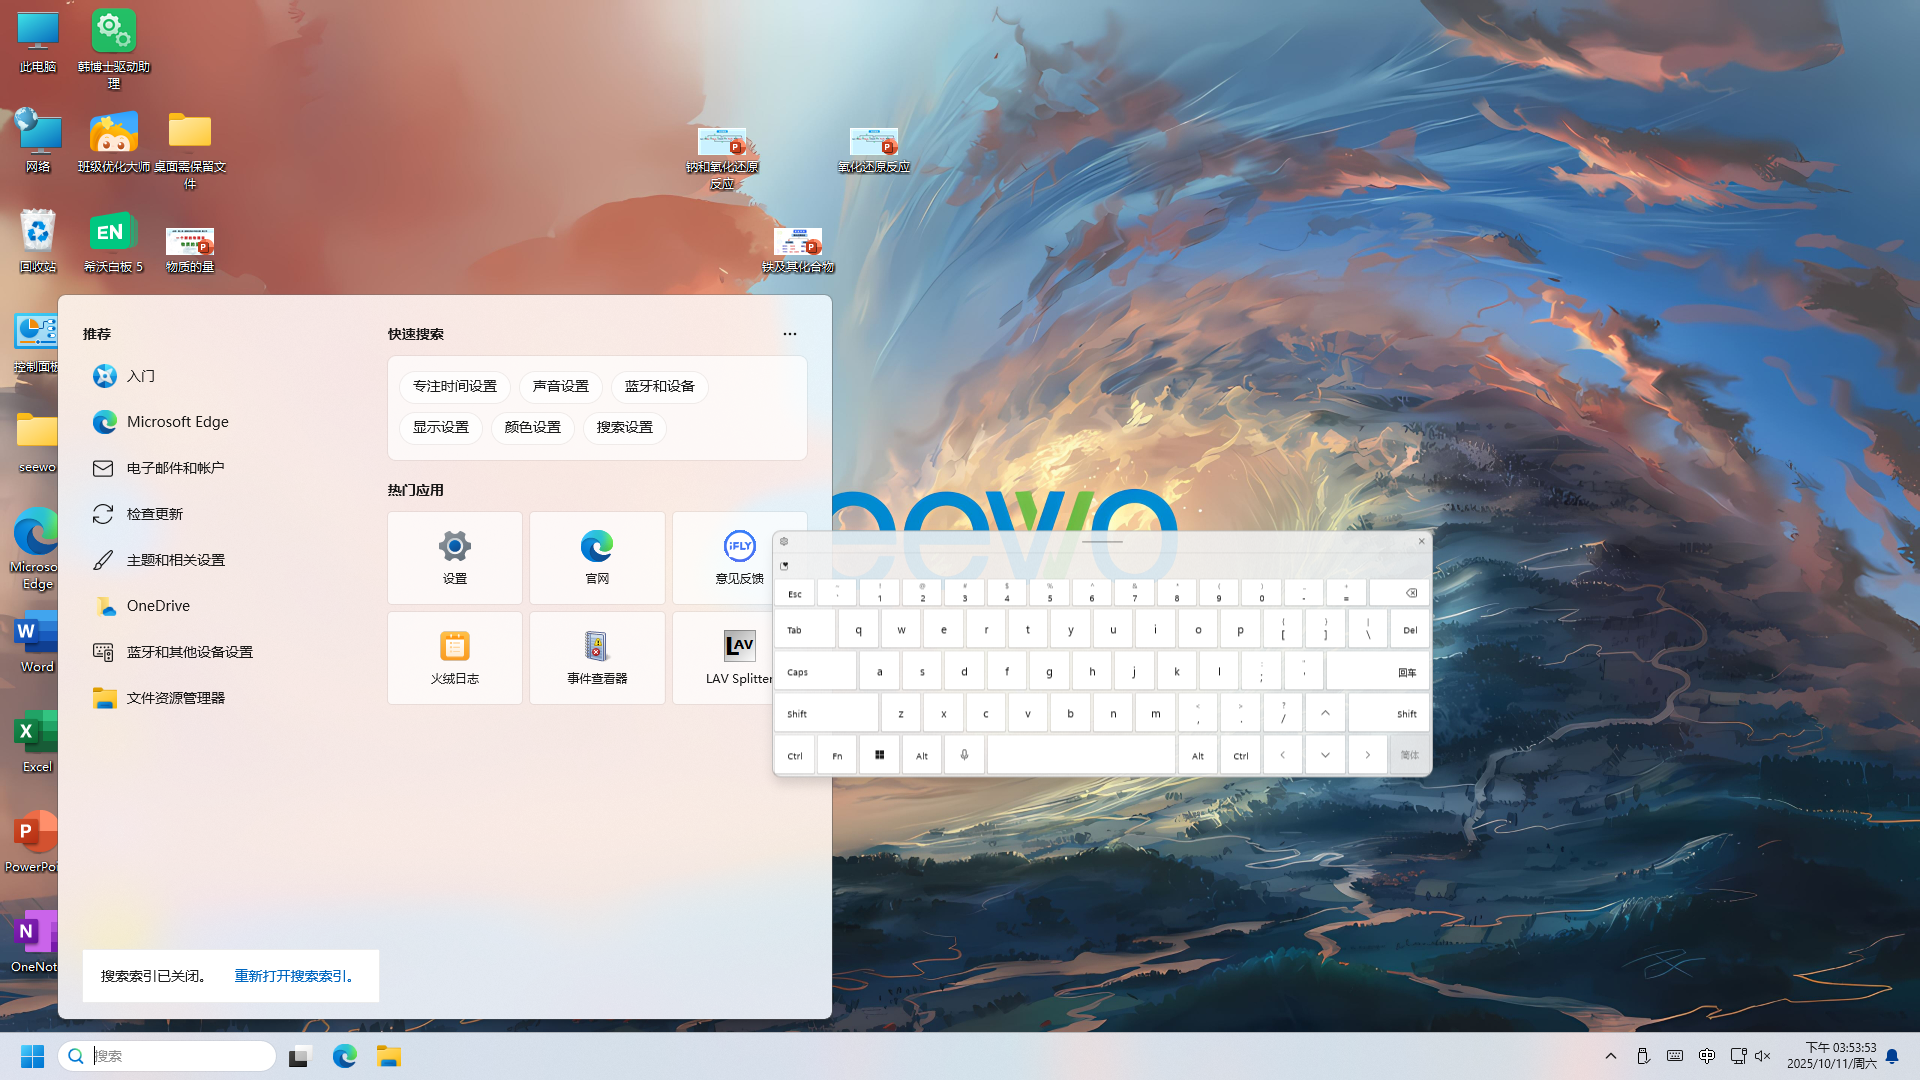 此电脑
韩博士驱动助
理
网络
班级优化大师
桌面需保留文
件
钠和氧化还原
反应
氧化还原反应
回收站
EN
希沃白板 5
物质的量
铁及其化合物
控制面板
seewo
Microso
Edge
Word
Excel
PowerPoi
OneNot
推荐
入门
Microsoft Edge
电子邮件和帐户
检查更新
主题和相关设置
OneDrive
蓝牙和其他设备设置
文件资源管理器
快速搜索
专注时间设置
声音设置
蓝牙和设备
显示设置
颜色设置
搜索设置
热门应用
设置
官网
iFLY
意见反馈
火绒日志
事件查看器
LAV
LAV Splitter
搜索索引已关闭。 重新打开搜索索引。
eewo
Esc ~ ` ! 1 @ 2 # 3 $ 4 % 5 ^ 6 & 7 * 8 ( 9 ) 0 _ - + =
Tab q w e r t y u i o p { [ } ] | \ Del
Caps a s d f g h j k l : ; " ' 回车
Shift z x c v b n m < , > . ? / Shift
Ctrl Fn Alt Alt Ctrl 简体
搜索
下午 03:53:53
2025/10/11/周六